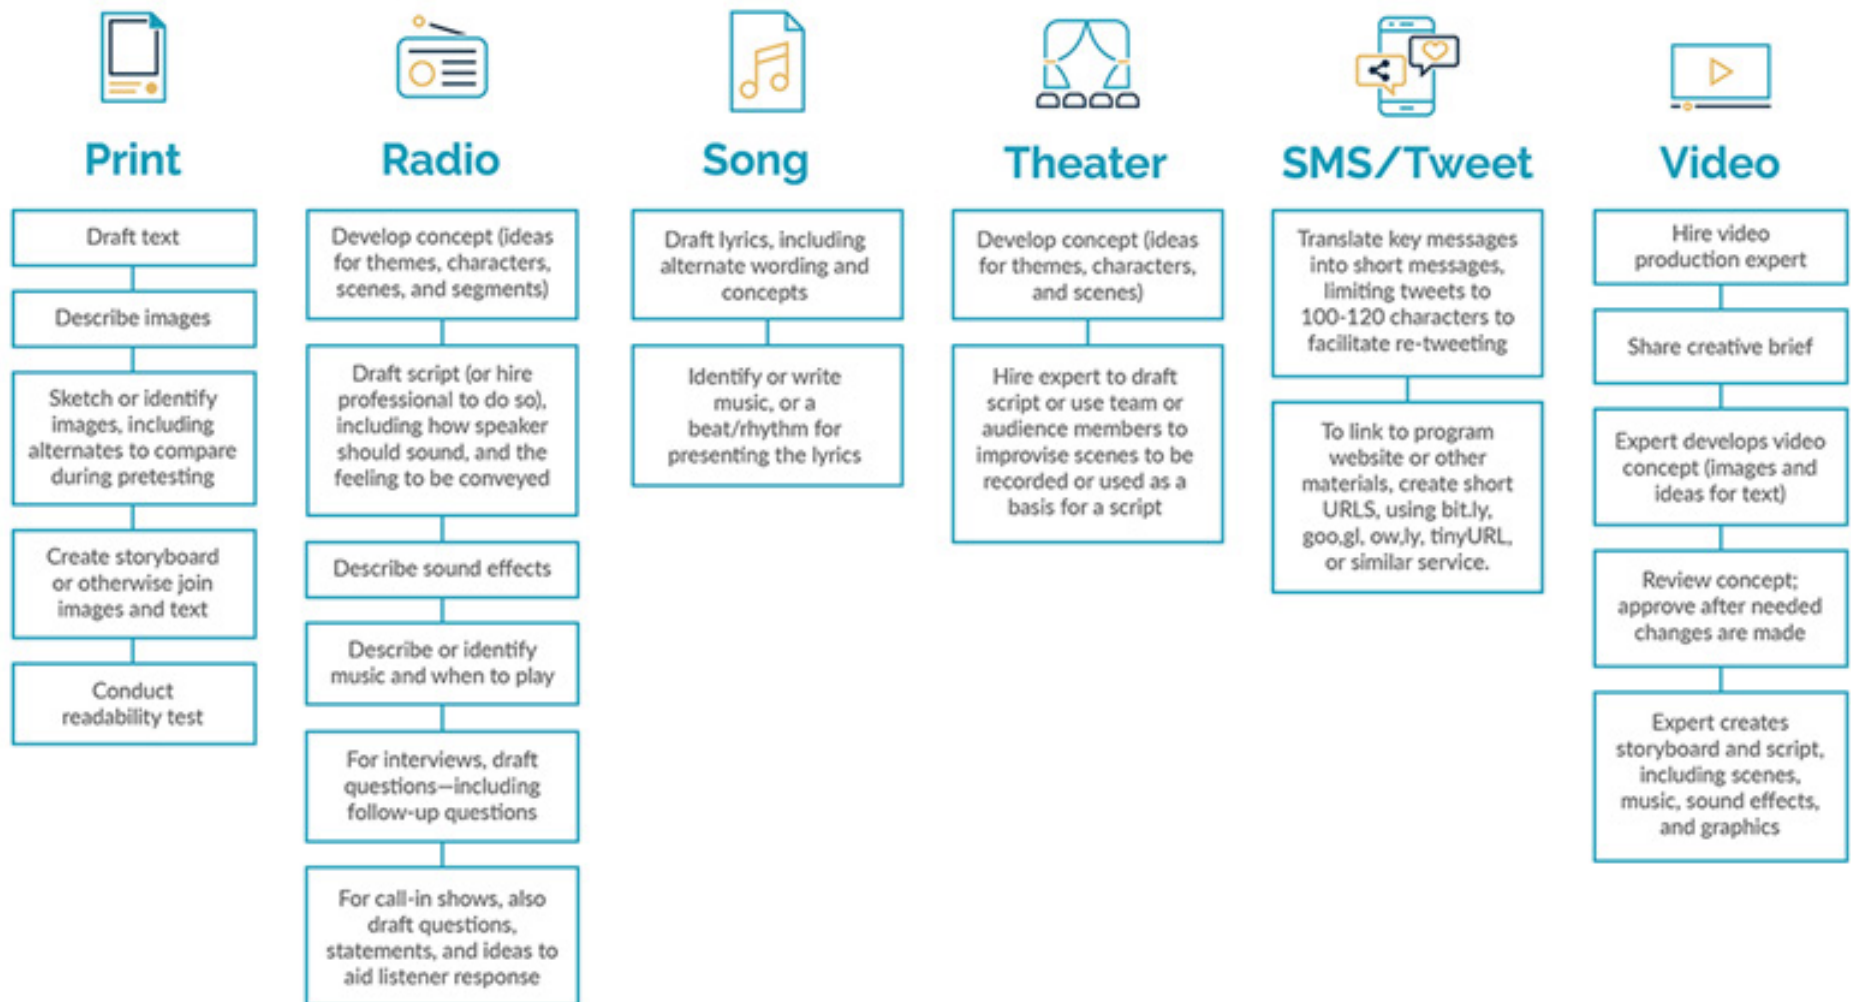 Print
Draft text
Describe images
Sketch or identify
images, including
alternates to compare
during pretesting
Create storyboard
or otherwise join
images and text
Conduct
readability test
Radio
Develop concept (ideas
for themes, characters,
scenes, and segments)
Draft script (or hire
professional to do so),
including how speaker
should sound, and the
feeling to be conveyed
Describe sound effects
Describe or identify
music and when to play
For interviews, draft
questions—including
follow-up questions
For call-in shows, also
draft questions,
statements, and ideas to
aid listener response
Song
Draft lyrics, including
alternate wording and
concepts
Identify or write
music, or a
beat/rhythm for
presenting the lyrics
Theater
Develop concept (ideas
for themes, characters,
and scenes)
Hire expert to draft
script or use team or
audience members to
improvise scenes to be
recorded or used as a
basis for a script
SMS/Tweet
Translate key messages
into short messages,
limiting tweets to
100-120 characters to
facilitate re-tweeting
To link to program
website or other
materials, create short
URLS, using bit.ly,
goo,gl, ow,ly, tinyURL,
or similar service.
Video
Hire video
production expert
Share creative brief
Expert develops video
concept (images and
ideas for text)
Review concept;
approve after needed
changes are made
Expert creates
storyboard and script,
including scenes,
music, sound effects,
and graphics